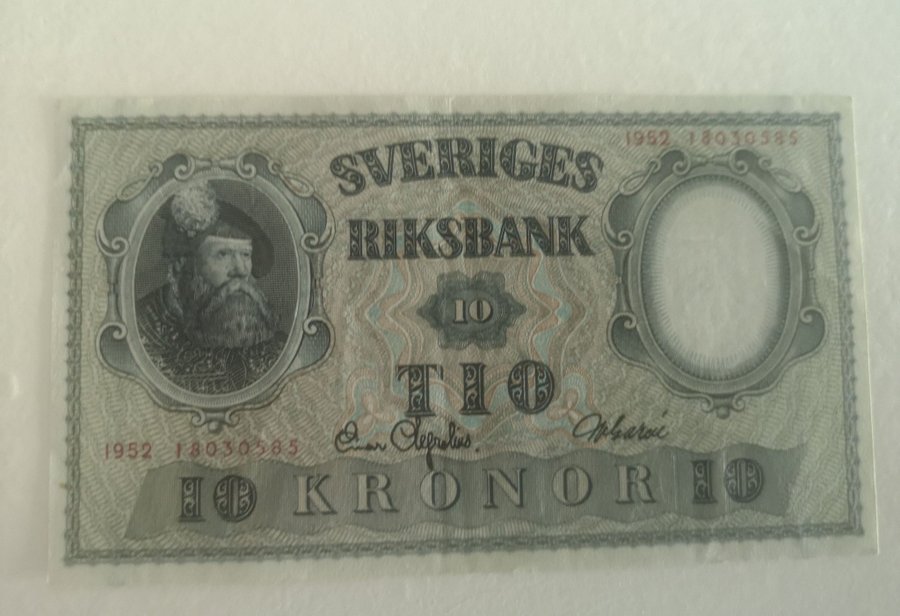 1952 18030585
SVERIGES
RIKSBANK
10
TIO
1952 18030585
10 KRONOR 10